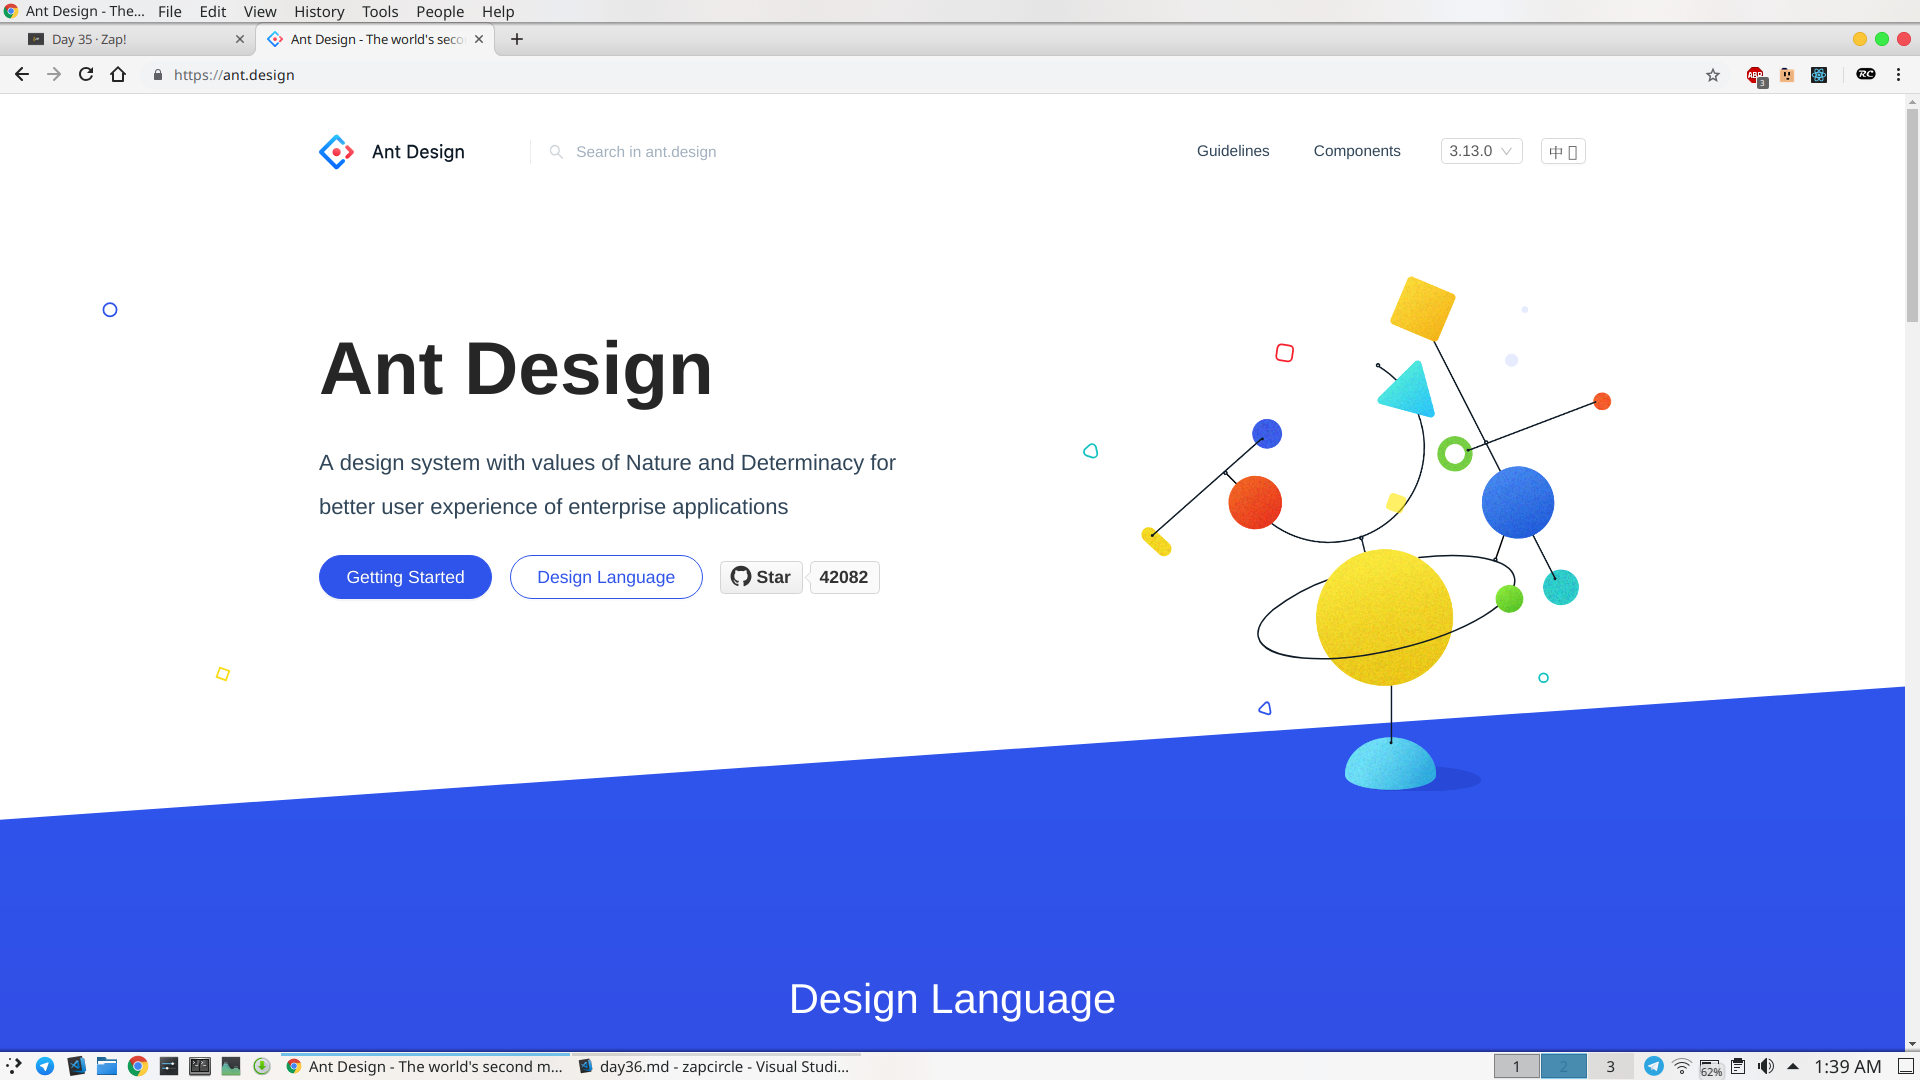 Ant Design - The... File Edit View History Tools People Help
Day 35 · Zap!
Ant Design - The world's seco
https://ant.design
ABP 3
RC
Ant Design
Search in ant.design
Guidelines
Components
3.13.0
中
Ant Design
A design system with values of Nature and Determinacy for
better user experience of enterprise applications
Getting Started
Design Language
Star
42082
Design Language
Ant Design - The world's second m...
day36.md - zapcircle - Visual Studi...
1
2
3
62%
1:39 AM